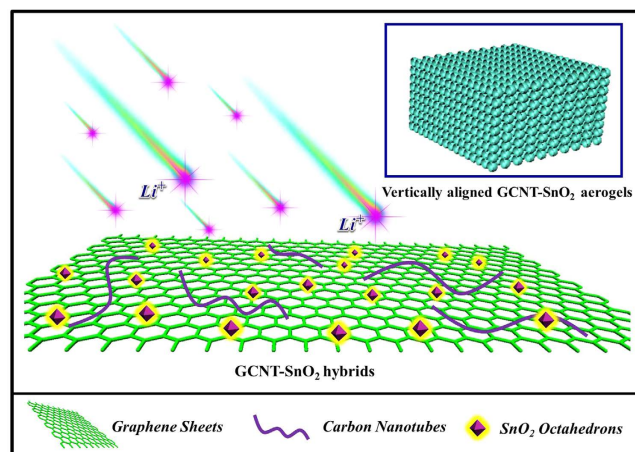 Li⁺
Li⁺
Vertically aligned GCNT-SnO₂ aerogels
GCNT-SnO₂ hybrids
Graphene Sheets
Carbon Nanotubes
SnO₂ Octahedrons